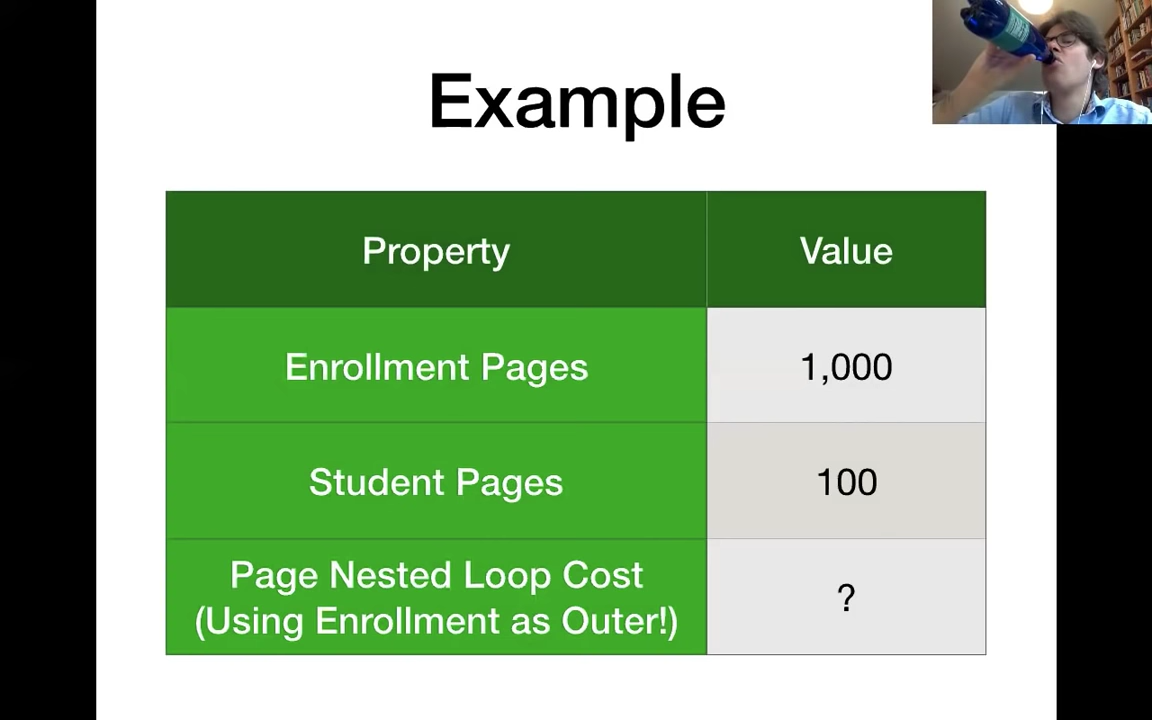 Example
Property
Value
Enrollment Pages
1,000
Student Pages
100
Page Nested Loop Cost
(Using Enrollment as Outer!)
?